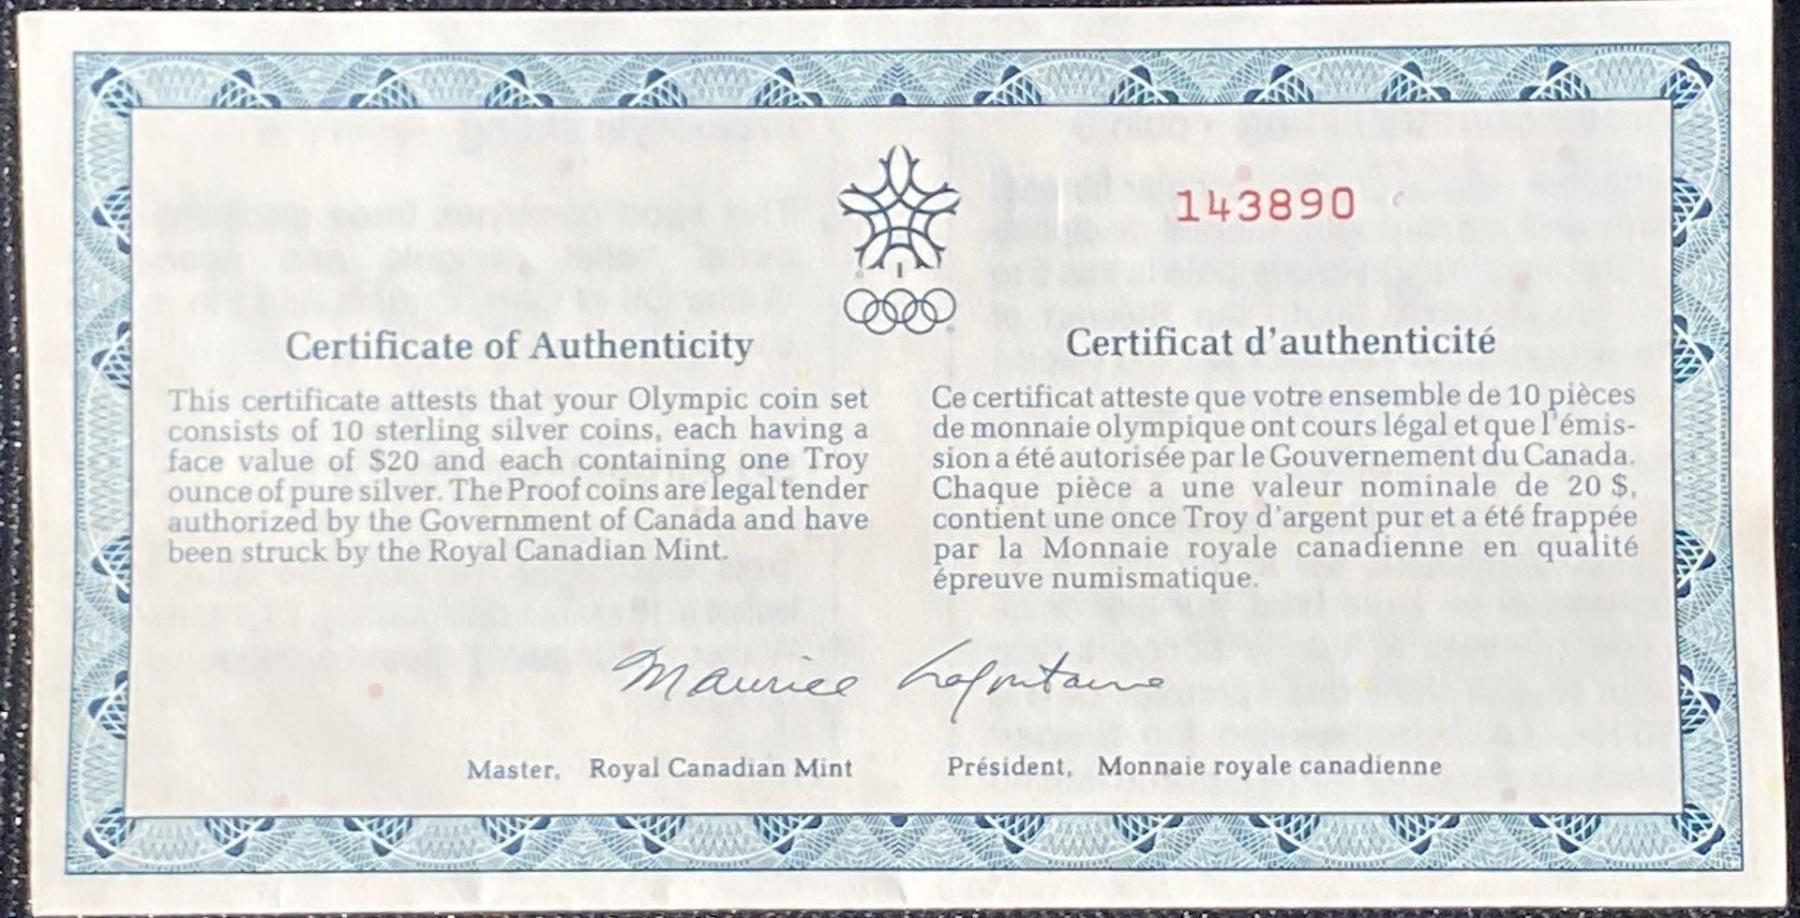 143890
Certificate of Authenticity
This certificate attests that your Olympic coin set
consists of 10 sterling silver coins, each having a
face value of $20 and each containing one Troy
ounce of pure silver. The Proof coins are legal tender
authorized by the Government of Canada and have
been struck by the Royal Canadian Mint.
Certificat d'authenticité
Ce certificat atteste que votre ensemble de 10 pièces
de monnaie olympique ont cours légal et que l'émis-
sion a été autorisée par le Gouvernement du Canada.
Chaque pièce a une valeur nominale de 20 $,
contient une once Troy d'argent pur et a été frappée
par la Monnaie royale canadienne en qualité
épreuve numismatique.
Maurice Lafontaine
Master, Royal Canadian Mint
Président, Monnaie royale canadienne